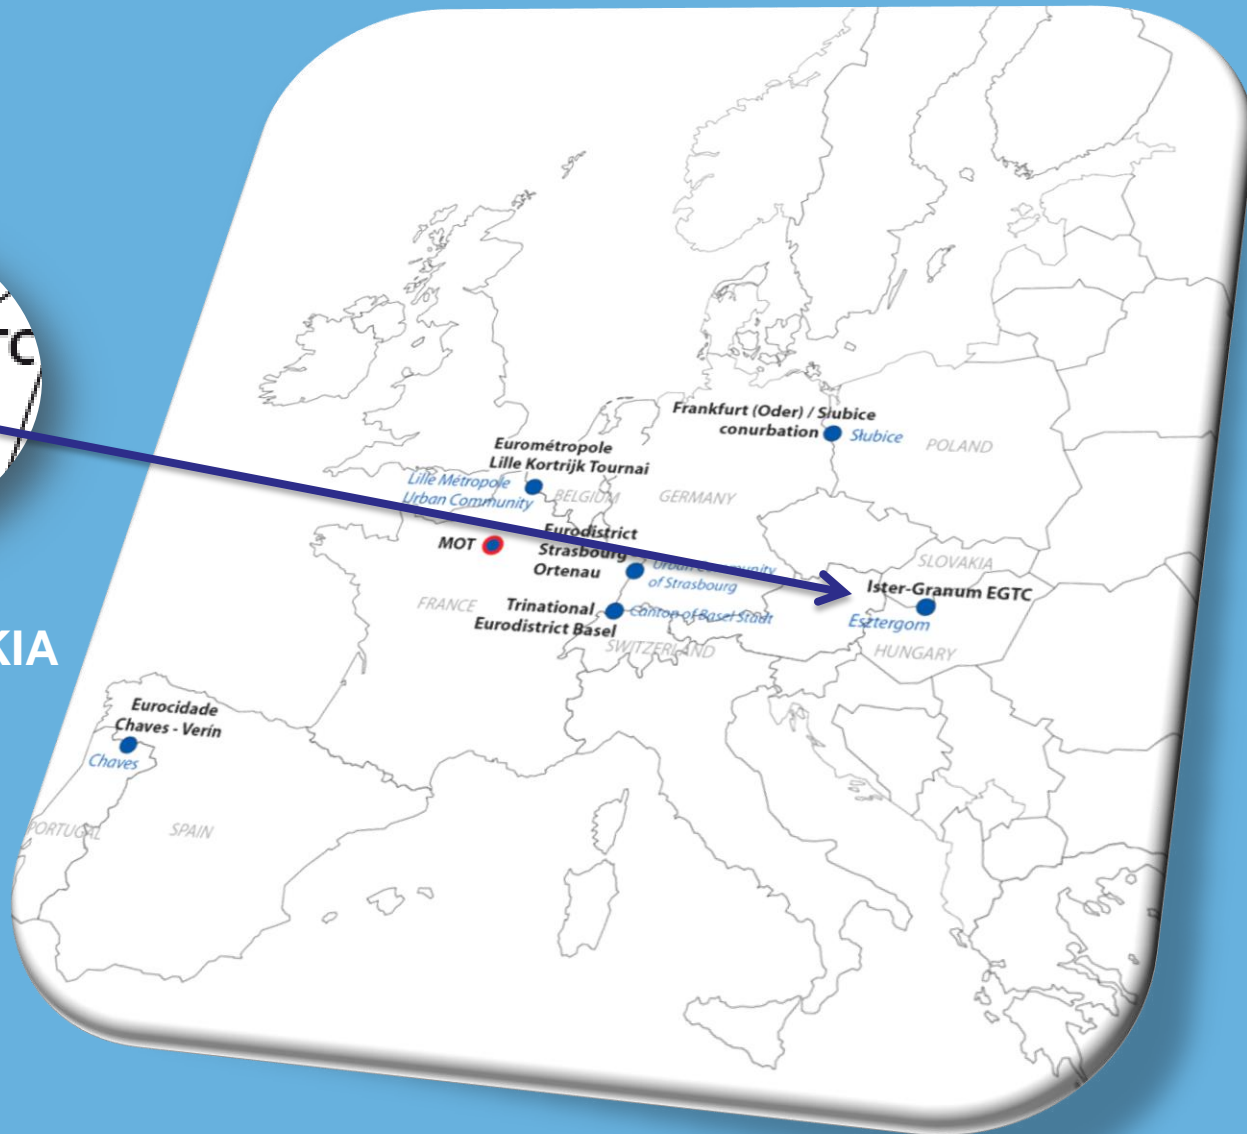 TC
KIA
Frankfurt (Oder) / Słubice
conurbation
Słubice
POLAND
Eurométropole
Lille Kortrijk Tournai
Lille Métropole
Urban Community
BELGIUM
GERMANY
MOT
Eurodistrict
Strasbourg
Ortenau
Urban Community
of Strasbourg
SLOVAKIA
Ister-Granum EGTC
Esztergom
HUNGARY
FRANCE
Trinational
Eurodistrict Basel
Canton of Basel Stadt
SWITZERLAND
Eurocidade
Chaves - Verín
Chaves
PORTUGAL
SPAIN